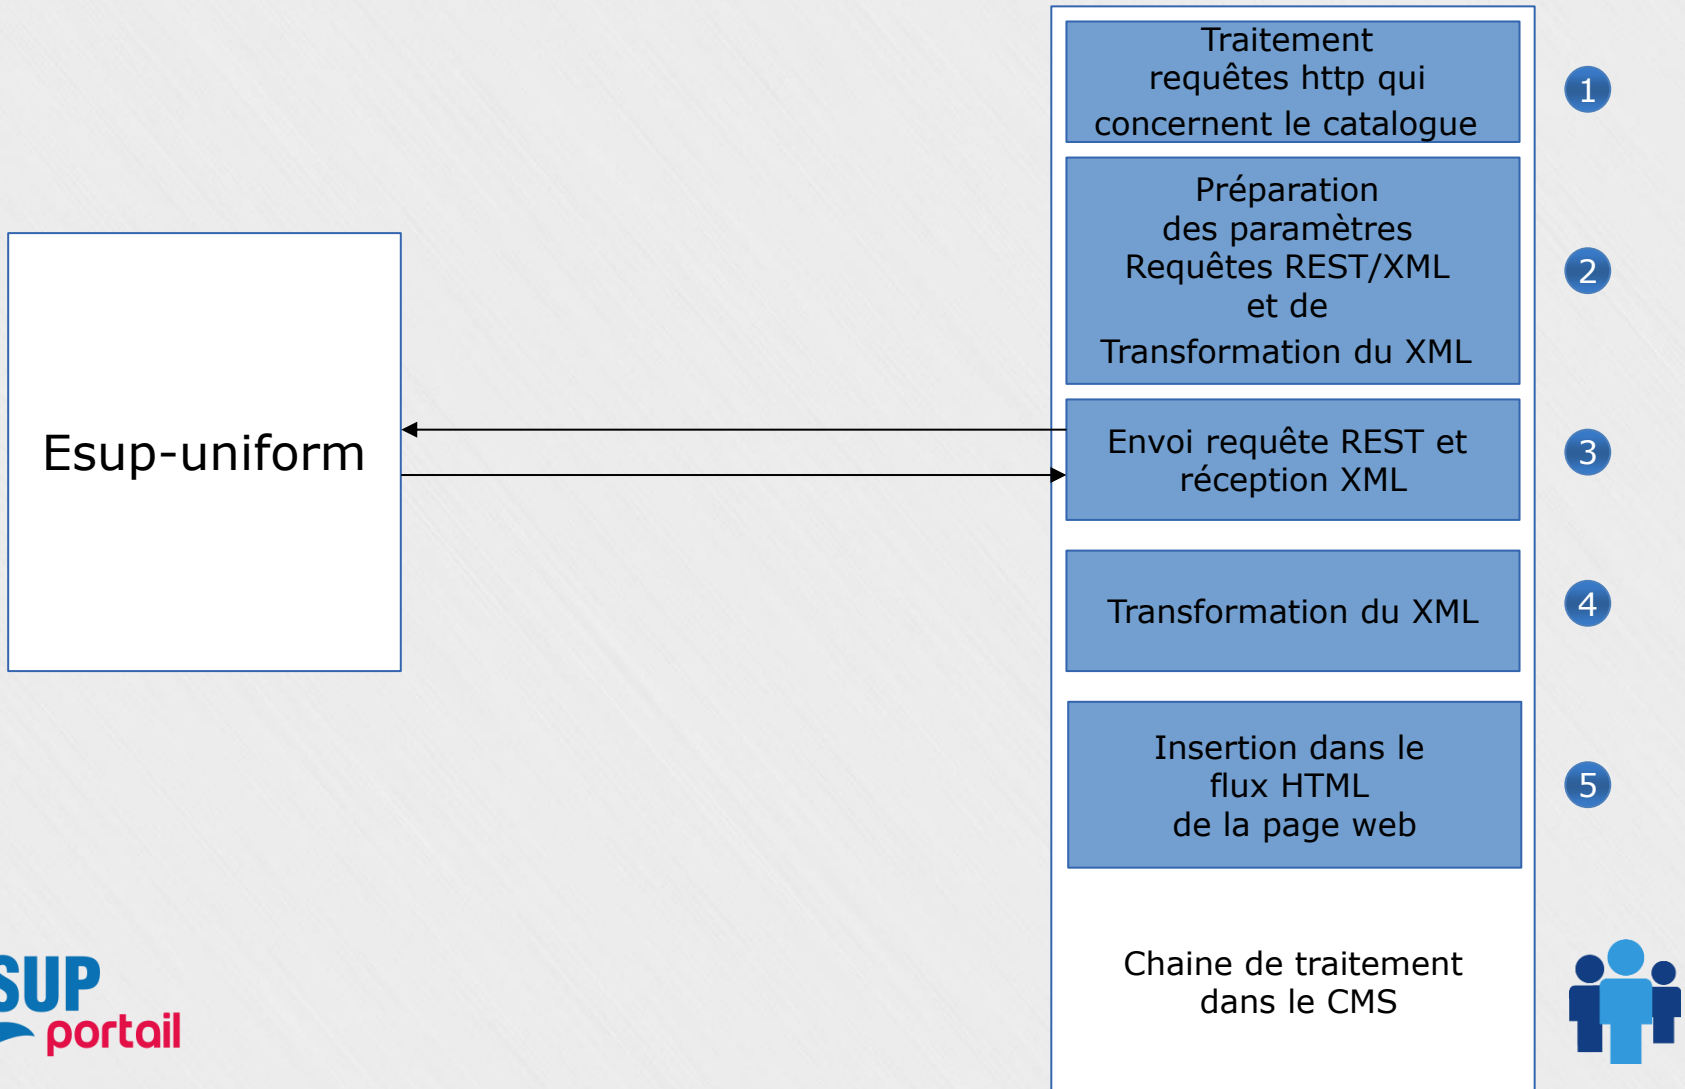 Traitement
requêtes http qui
concernent le catalogue
1
Préparation
des paramètres
Requêtes REST/XML
et de
Transformation du XML
2
Esup-uniform
Envoi requête REST et
réception XML
3
Transformation du XML
4
Insertion dans le
flux HTML
de la page web
5
Chaine de traitement
dans le CMS
SUP
portail